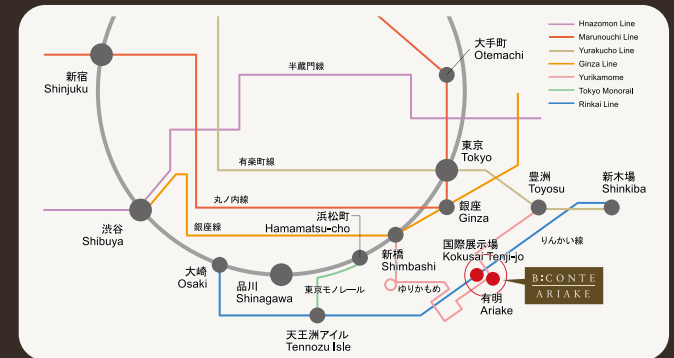 Hnazomon Line
Marunouchi Line
Yurakucho Line
Ginza Line
Yurikamome
Tokyo Monorail
Rinkai Line
大手町
Otemachi
新宿
Shinjuku
半蔵門線
東京
Tokyo
有楽町線
豊洲
Toyosu
新木場
Shinkiba
丸ノ内線
銀座
Ginza
渋谷
Shibuya
銀座線
浜松町
Hamamatsu-cho
新橋
Shimbashi
国際展示場
Kokusai Tenji-jo
りんかい線
大崎
Osaki
品川
Shinagawa
東京モノレール
ゆりかもめ
有明
Ariake
B:CONTE
ARIAKE
天王洲アイル
Tennozu Isle